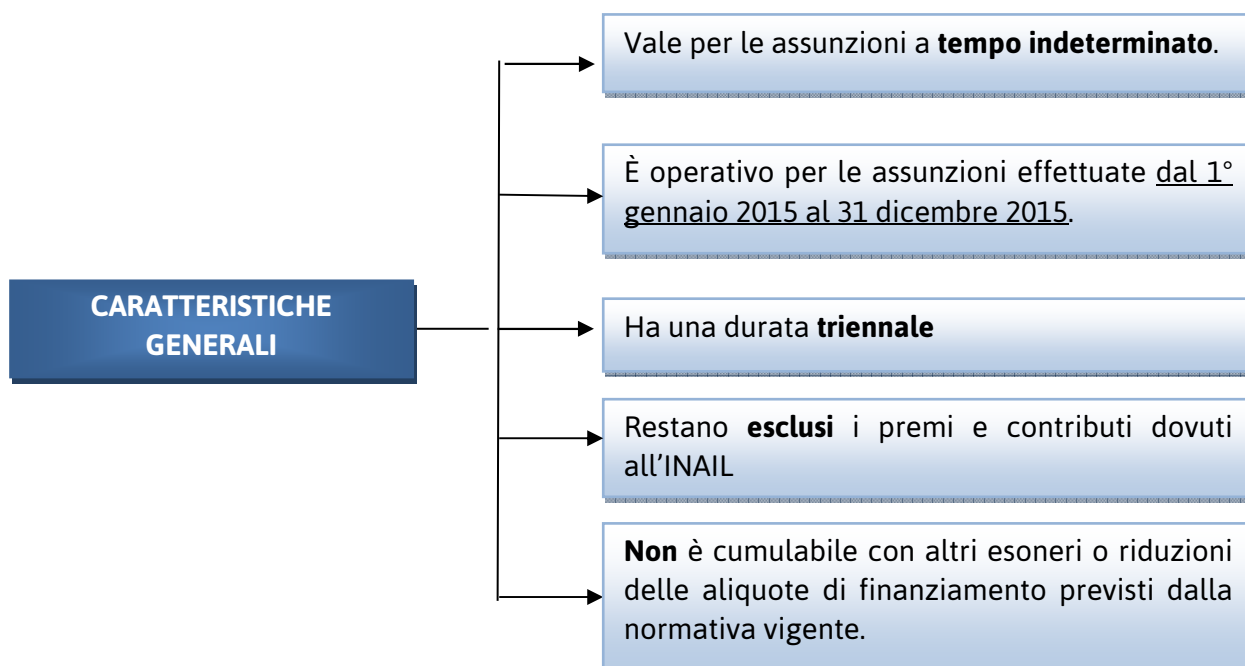 Vale per le assunzioni a tempo indeterminato.
È operativo per le assunzioni effettuate dal 1°
gennaio 2015 al 31 dicembre 2015.
CARATTERISTICHE
GENERALI
Ha una durata triennale
Restano esclusi i premi e contributi dovuti
all'INAIL
Non è cumulabile con altri esoneri o riduzioni
delle aliquote di finanziamento previsti dalla
normativa vigente.